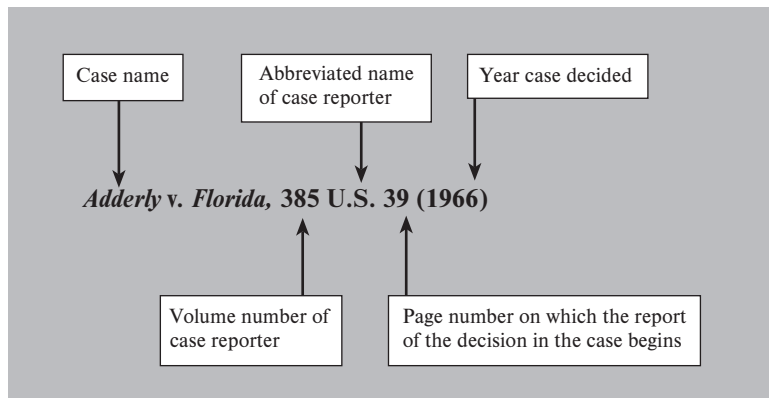 Case name
Abbreviated name
of case reporter
Year case decided
Adderly v. Florida, 385 U.S. 39 (1966)
Volume number of
case reporter
Page number on which the report
of the decision in the case begins